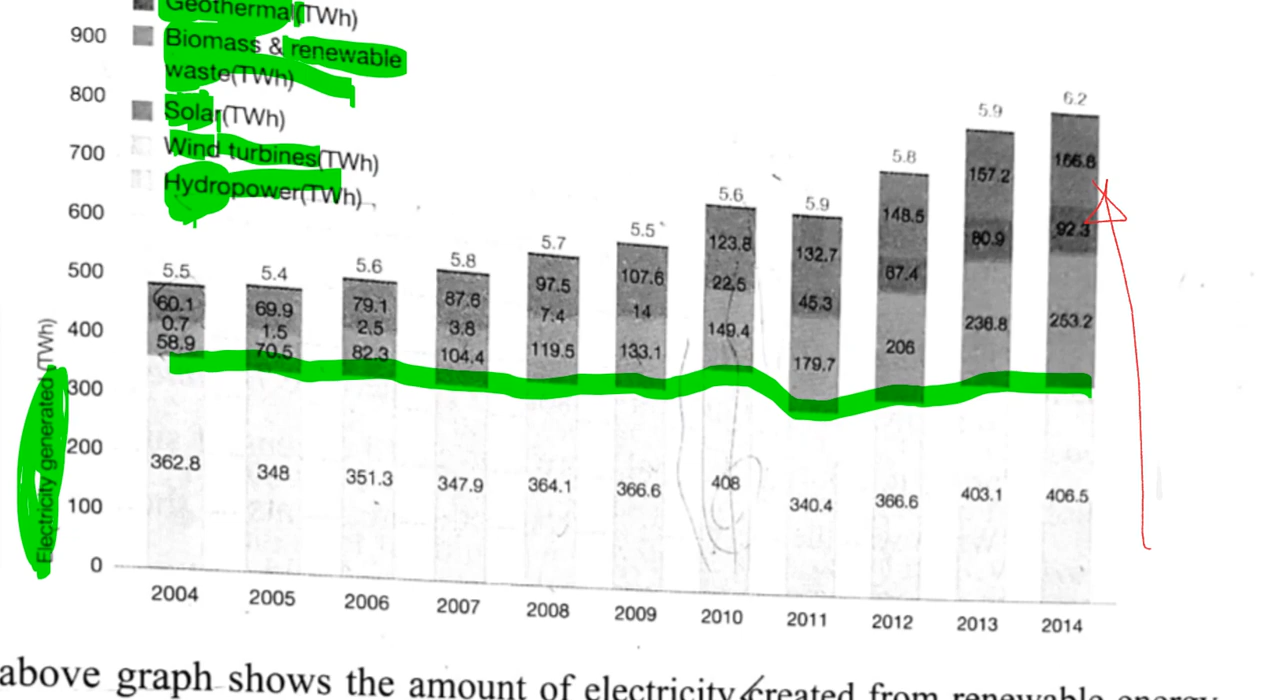 Geothermal(TWh)
900
Biomass & renewable
waste(TWh)
800
Solar(TWh)
700
Wind turbines(TWh)
Hydropower(TWh)
600
500
400
300
200
100
0
Electricity generated (TWh)
5.5 5.4 5.6 5.8 5.7 5.5 5.6 5.9 5.8 5.9 6.2
60.1 69.9 79.1 87.6 97.5 107.6 123.8 132.7 148.5 157.2 166.8
0.7 1.5 2.5 3.8 7.4 14 22.5 45.3 67.4 80.9 92.3
58.9 70.5 82.3 104.4 119.5 133.1 149.4 179.7 206 236.8 253.2
362.8 348 351.3 347.9 364.1 366.6 408 340.4 366.6 403.1 406.5
2004 2005 2006 2007 2008 2009 2010 2011 2012 2013 2014
above graph shows the amount of electricity created from renewable energy